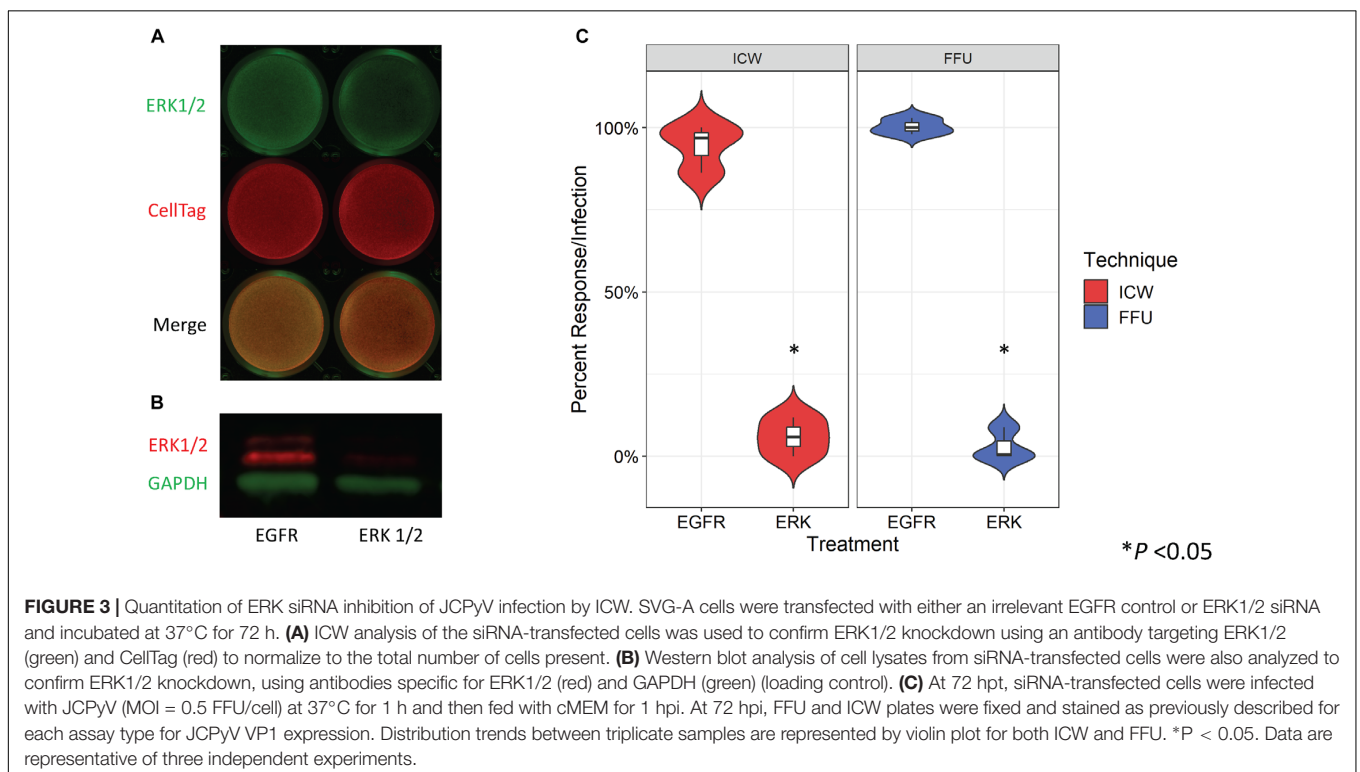 A
ERK1/2
CellTag
Merge
B
ERK1/2
GAPDH
EGFR ERK 1/2
C
ICW FFU
Percent Response/Infection
100%
50%
0%
*
*
EGFR ERK EGFR ERK
Treatment
Technique
ICW
FFU
*P <0.05
FIGURE 3 | Quantitation of ERK siRNA inhibition of JCPyV infection by ICW. SVG-A cells were transfected with either an irrelevant EGFR control or ERK1/2 siRNA
and incubated at 37°C for 72 h. (A) ICW analysis of the siRNA-transfected cells was used to confirm ERK1/2 knockdown using an antibody targeting ERK1/2
(green) and CellTag (red) to normalize to the total number of cells present. (B) Western blot analysis of cell lysates from siRNA-transfected cells were also analyzed to
confirm ERK1/2 knockdown, using antibodies specific for ERK1/2 (red) and GAPDH (green) (loading control). (C) At 72 hpt, siRNA-transfected cells were infected
with JCPyV (MOI = 0.5 FFU/cell) at 37°C for 1 h and then fed with cMEM for 1 hpi. At 72 hpi, FFU and ICW plates were fixed and stained as previously described for
each assay type for JCPyV VP1 expression. Distribution trends between triplicate samples are represented by violin plot for both ICW and FFU. *P < 0.05. Data are
representative of three independent experiments.